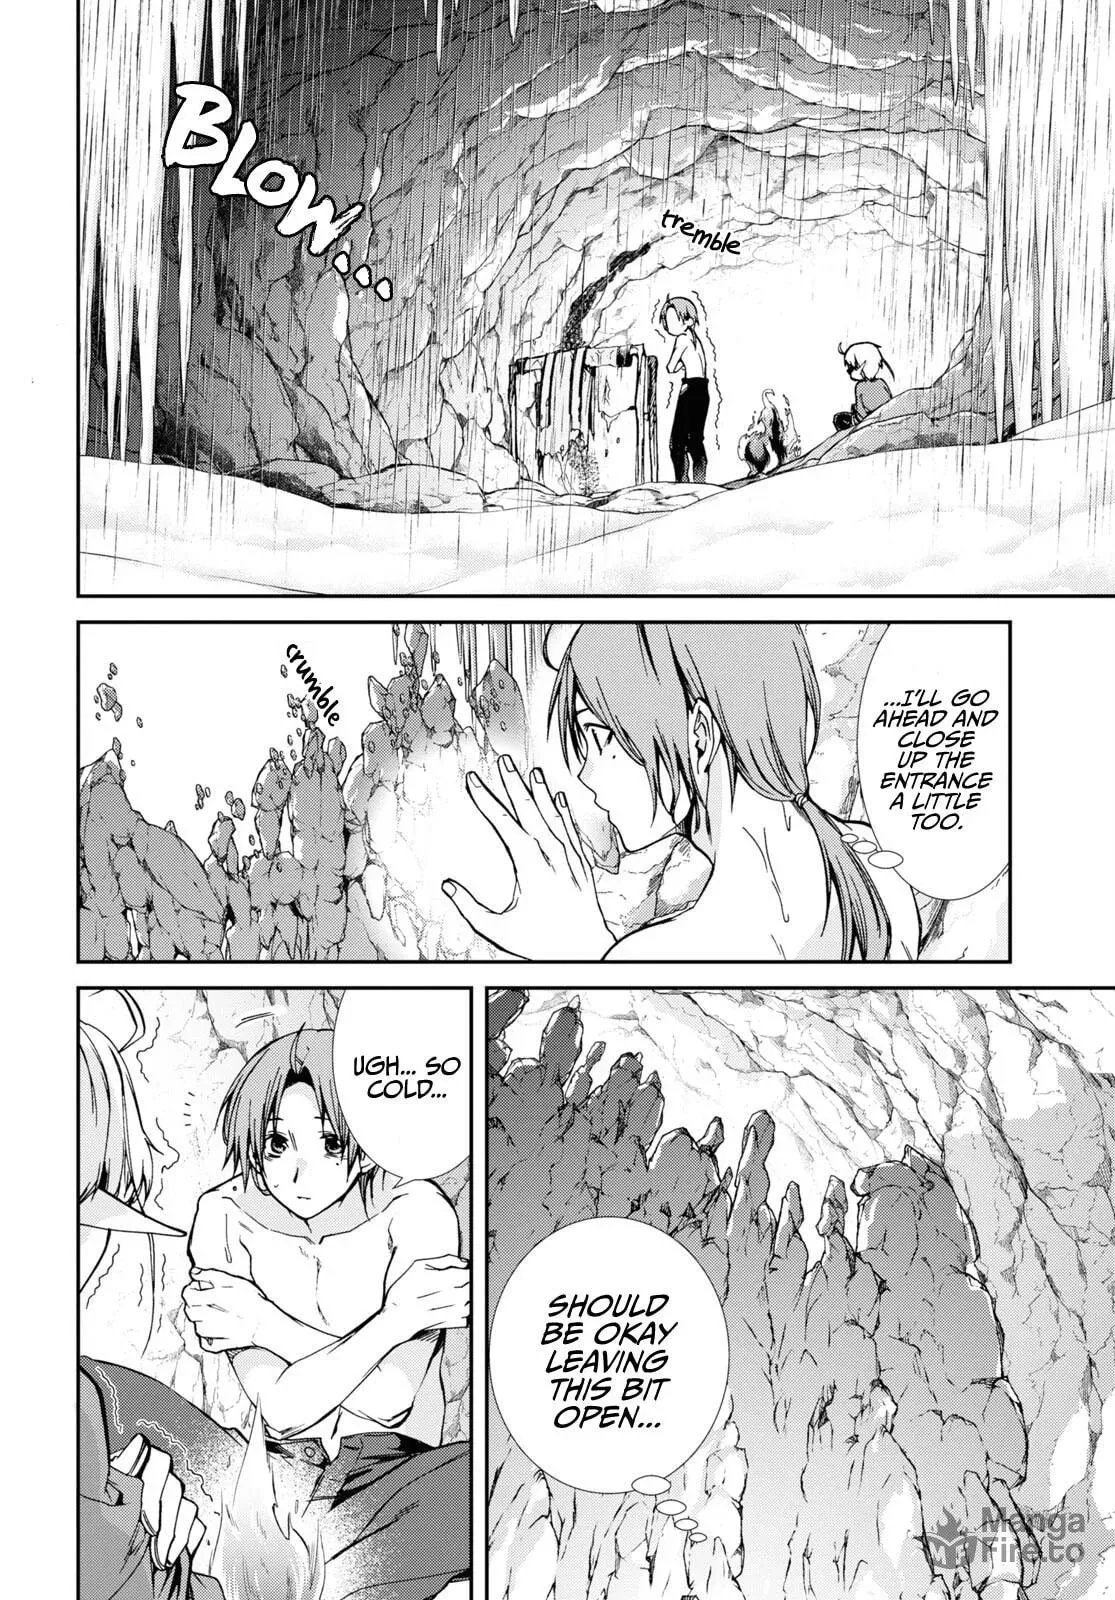 BLOW...
tremble
...I'LL GO
AHEAD AND
CLOSE
UP THE
ENTRANCE
A LITTLE
TOO.
crumble
SHOULD
BE OKAY
LEAVING
THIS BIT
OPEN...
UGH... SO
COLD...
Manga
Fire.to